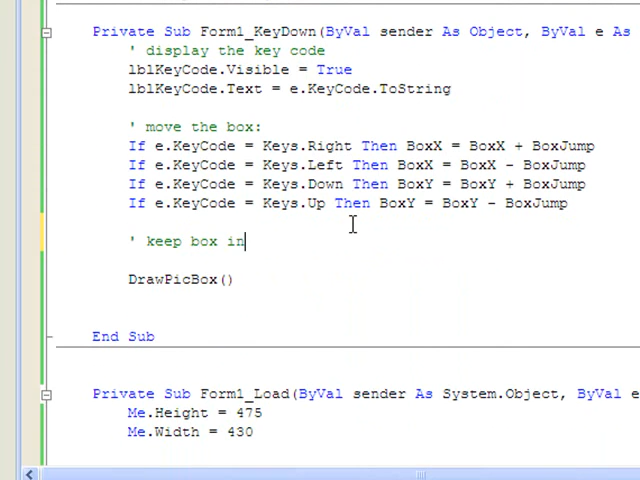 Private Sub Form1_KeyDown(ByVal sender As Object, ByVal e As
' display the key code
lblKeyCode.Visible = True
lblKeyCode.Text = e.KeyCode.ToString
' move the box:
If e.KeyCode = Keys.Right Then BoxX = BoxX + BoxJump
If e.KeyCode = Keys.Left Then BoxX = BoxX - BoxJump
If e.KeyCode = Keys.Down Then BoxY = BoxY + BoxJump
If e.KeyCode = Keys.Up Then BoxY = BoxY - BoxJump
' keep box in
DrawPicBox()
End Sub
Private Sub Form1_Load(ByVal sender As System.Object, ByVal e
Me.Height = 475
Me.Width = 430